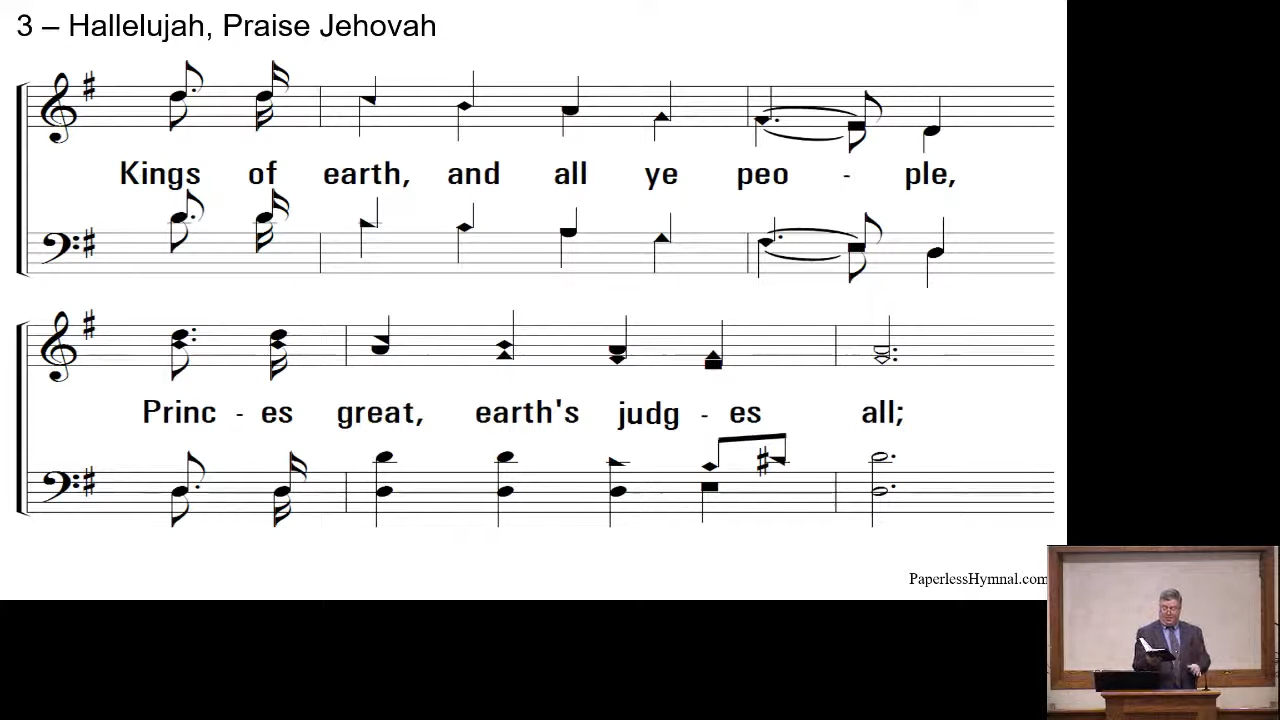 3 – Hallelujah, Praise Jehovah
Kings of earth, and all ye peo - ple,
Princ - es great, earth's judg - es all;
PaperlessHymnal.com